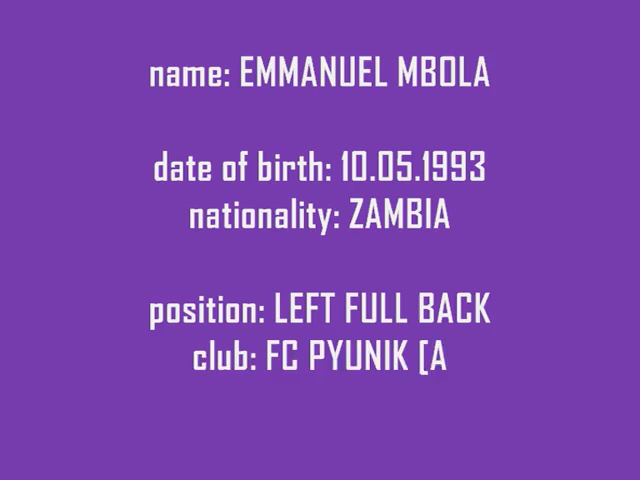 name: EMMANUEL MBOLA
date of birth: 10.05.1993
nationality: ZAMBIA
position: LEFT FULL BACK
club: FC PYUNIK [A